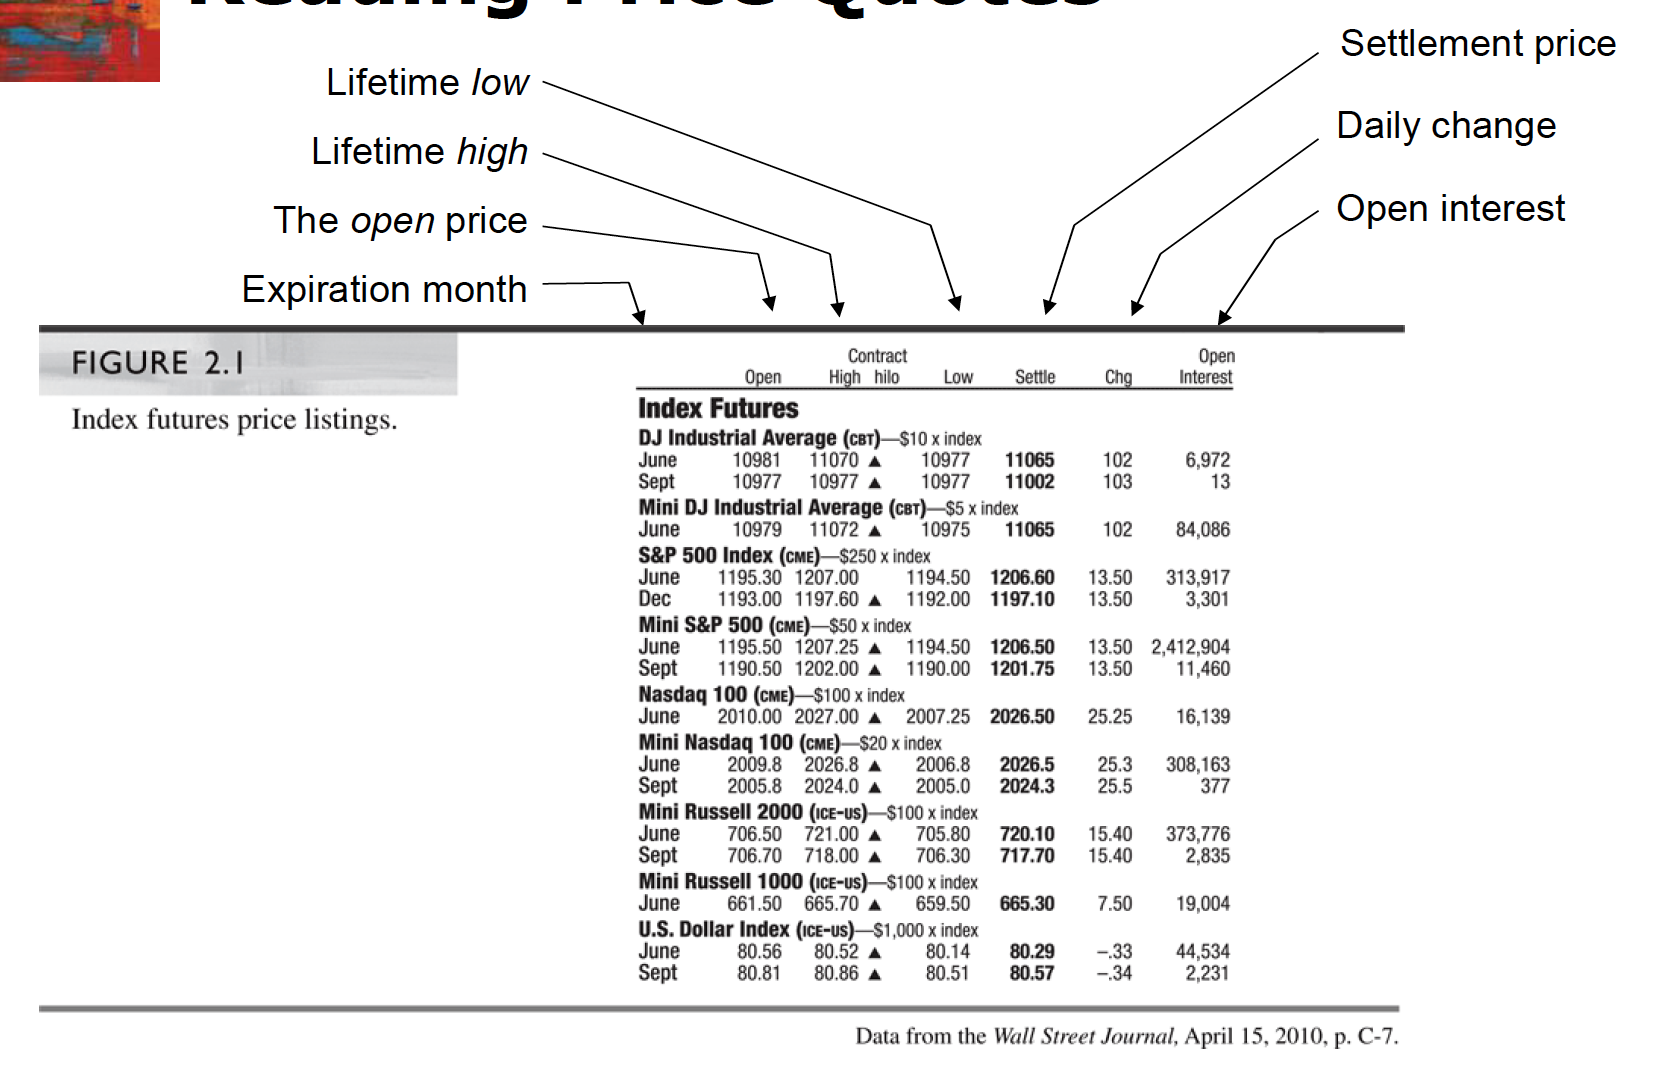 Reading Price Quotes
Settlement price
Lifetime low
Daily change
Lifetime high
Open interest
The open price
Expiration month
FIGURE 2.1
Index futures price listings.
Contract Open
Open High hilo Low Settle Chg Interest
Index Futures
DJ Industrial Average (CBT)—$10 x index
June 10981 11070 ▲ 10977 11065 102 6,972
Sept 10977 10977 ▲ 10977 11002 103 13
Mini DJ Industrial Average (CBT)—$5 x index
June 10979 11072 ▲ 10975 11065 102 84,086
S&P 500 Index (CME)—$250 x index
June 1195.30 1207.00 1194.50 1206.60 13.50 313,917
Dec 1193.00 1197.60 ▲ 1192.00 1197.10 13.50 3,301
Mini S&P 500 (CME)—$50 x index
June 1195.50 1207.25 ▲ 1194.50 1206.50 13.50 2,412,904
Sept 1190.50 1202.00 ▲ 1190.00 1201.75 13.50 11,460
Nasdaq 100 (CME)—$100 x index
June 2010.00 2027.00 ▲ 2007.25 2026.50 25.25 16,139
Mini Nasdaq 100 (CME)—$20 x index
June 2009.8 2026.8 ▲ 2006.8 2026.5 25.3 308,163
Sept 2005.8 2024.0 ▲ 2005.0 2024.3 25.5 377
Mini Russell 2000 (ICE-US)—$100 x index
June 706.50 721.00 ▲ 705.80 720.10 15.40 373,776
Sept 706.70 718.00 ▲ 706.30 717.70 15.40 2,835
Mini Russell 1000 (ICE-US)—$100 x index
June 661.50 665.70 ▲ 659.50 665.30 7.50 19,004
U.S. Dollar Index (ICE-US)—$1,000 x index
June 80.56 80.52 ▲ 80.14 80.29 –.33 44,534
Sept 80.81 80.86 ▲ 80.51 80.57 –.34 2,231
Data from the Wall Street Journal, April 15, 2010, p. C-7.